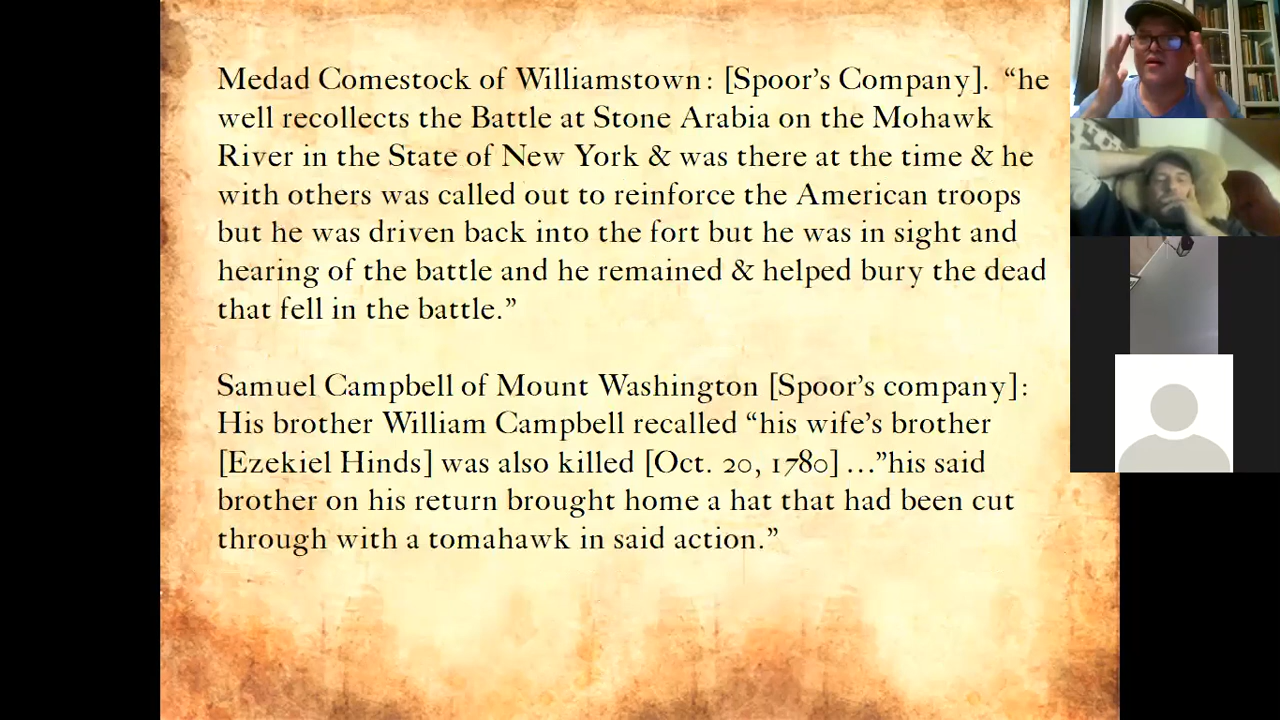 Medad Comestock of Williamstown: [Spoor’s Company]. “he
well recollects the Battle at Stone Arabia on the Mohawk
River in the State of New York & was there at the time & he
with others was called out to reinforce the American troops
but he was driven back into the fort but he was in sight and
hearing of the battle and he remained & helped bury the dead
that fell in the battle.”
Samuel Campbell of Mount Washington [Spoor’s company]:
His brother William Campbell recalled “his wife’s brother
[Ezekiel Hinds] was also killed [Oct. 20, 1780] …”his said
brother on his return brought home a hat that had been cut
through with a tomahawk in said action.”